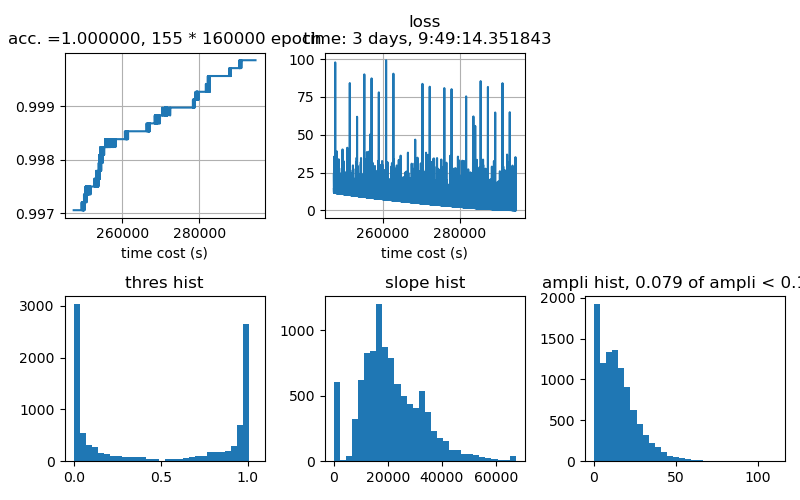 loss
acc. =1.000000, 155 * 160000 epoch
time: 3 days, 9:49:14.351843
0.999
0.998
0.997
260000 280000
time cost (s)
100
75
50
25
0
260000 280000
time cost (s)
thres hist
3000
2000
1000
0
0.0 0.5 1.0
slope hist
1000
500
0
0 20000 40000 60000
ampli hist, 0.079 of ampli < 0.1
2000
1500
1000
500
0
0 50 100